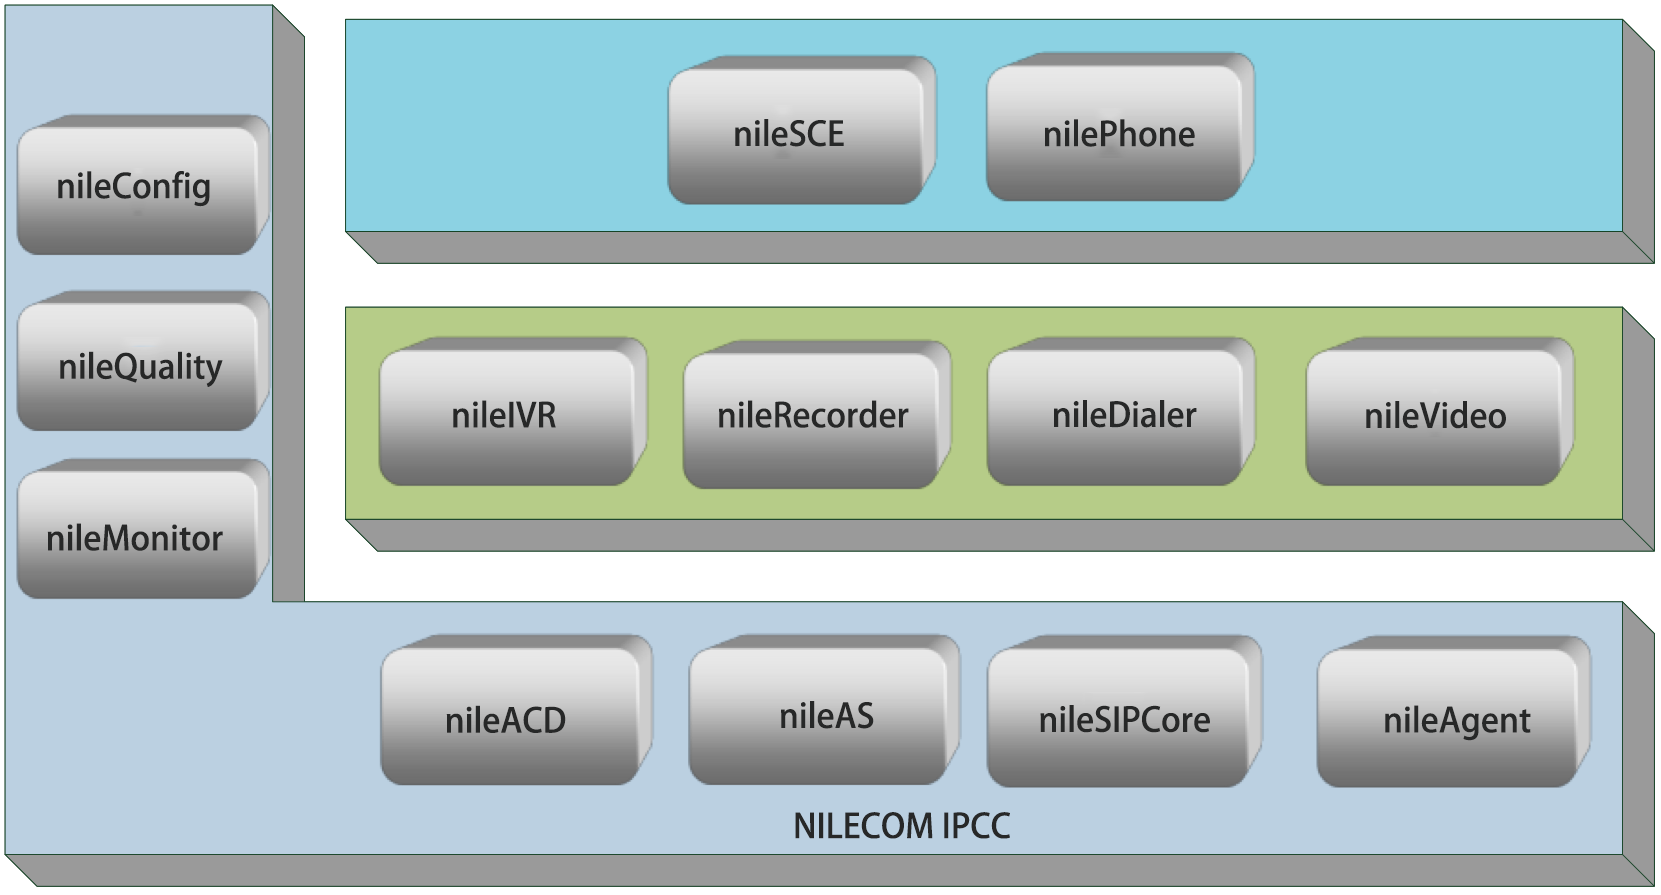 nileConfig
nileQuality
nileMonitor
nileSCE
nilePhone
nileIVR
nileRecorder
nileDialer
nileVideo
nileACD
nileAS
nileSIPCore
nileAgent
NILECOM IPCC